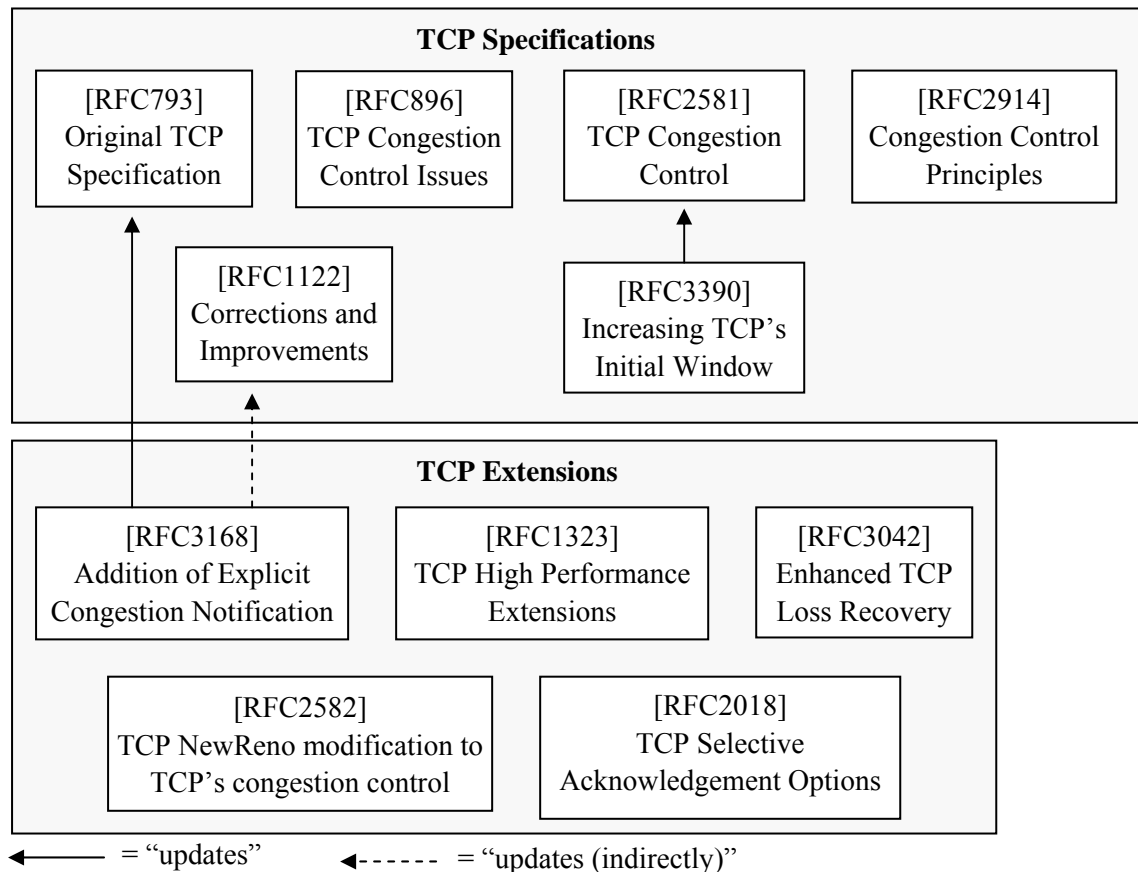 TCP Specifications
[RFC793]
Original TCP
Specification
[RFC896]
TCP Congestion
Control Issues
[RFC2581]
TCP Congestion
Control
[RFC2914]
Congestion Control
Principles
[RFC1122]
Corrections and
Improvements
[RFC3390]
Increasing TCP’s
Initial Window
TCP Extensions
[RFC3168]
Addition of Explicit
Congestion Notification
[RFC1323]
TCP High Performance
Extensions
[RFC3042]
Enhanced TCP
Loss Recovery
[RFC2582]
TCP NewReno modification to
TCP’s congestion control
[RFC2018]
TCP Selective
Acknowledgement Options
= “updates”
= “updates (indirectly)”